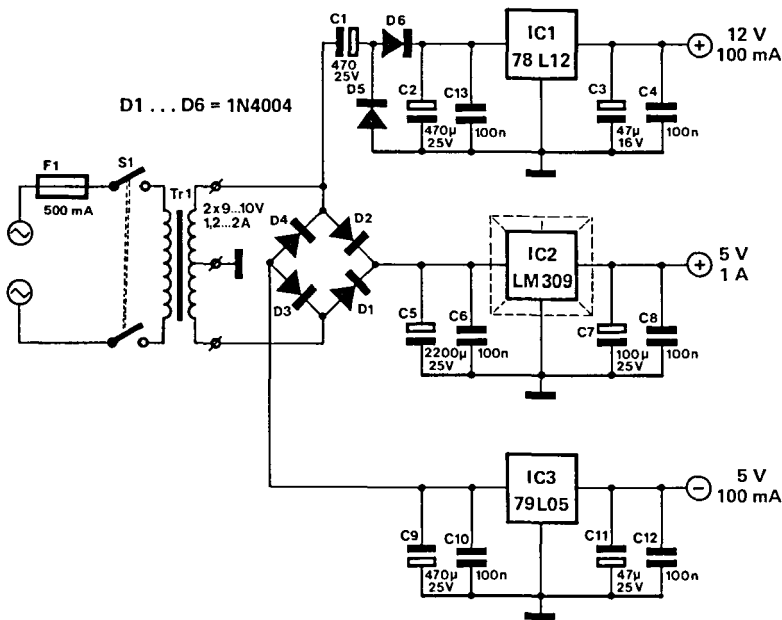 C1
470
25V
D6
D5
C2
470µ
25V
C13
100n
IC1
78 L12
C3
47µ
16V
C4
100n
+
12 V
100 mA
D1 ... D6 = 1N4004
F1
500 mA
S1
Tr1
2x9...10V
1,2...2A
D4
D2
D3
D1
C5
2200µ
25V
C6
100n
IC2
LM 309
C7
100µ
25V
C8
100n
+
5 V
1 A
C9
470µ
25V
C10
100n
IC3
79L05
C11
47µ
25V
C12
100n
−
5 V
100 mA